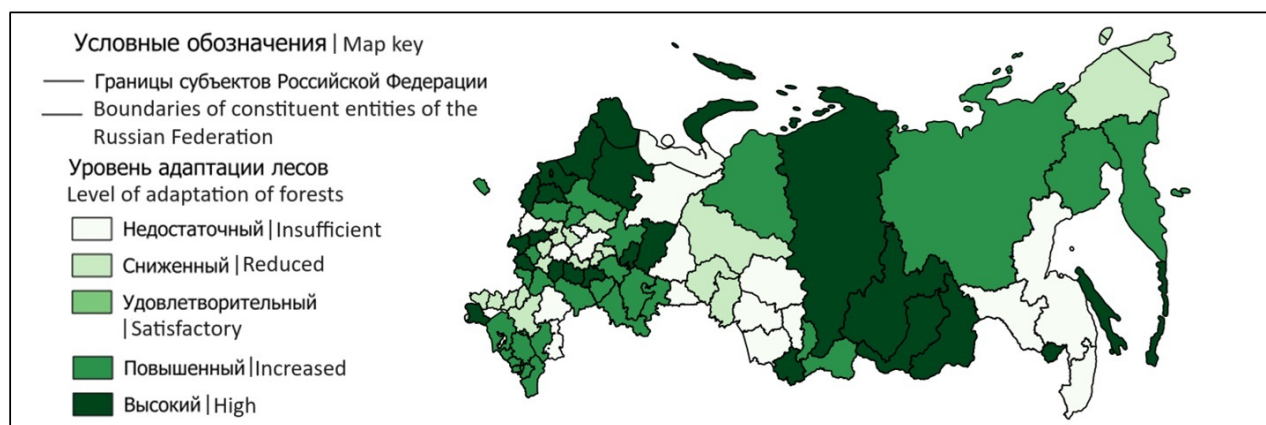 Условные обозначения | Map key
Границы субъектов Российской Федерации
Boundaries of constituent entities of the
Russian Federation
Уровень адаптации лесов
Level of adaptation of forests
Недостаточный | Insufficient
Сниженный | Reduced
Удовлетворительный
| Satisfactory
Повышенный | Increased
Высокий | High